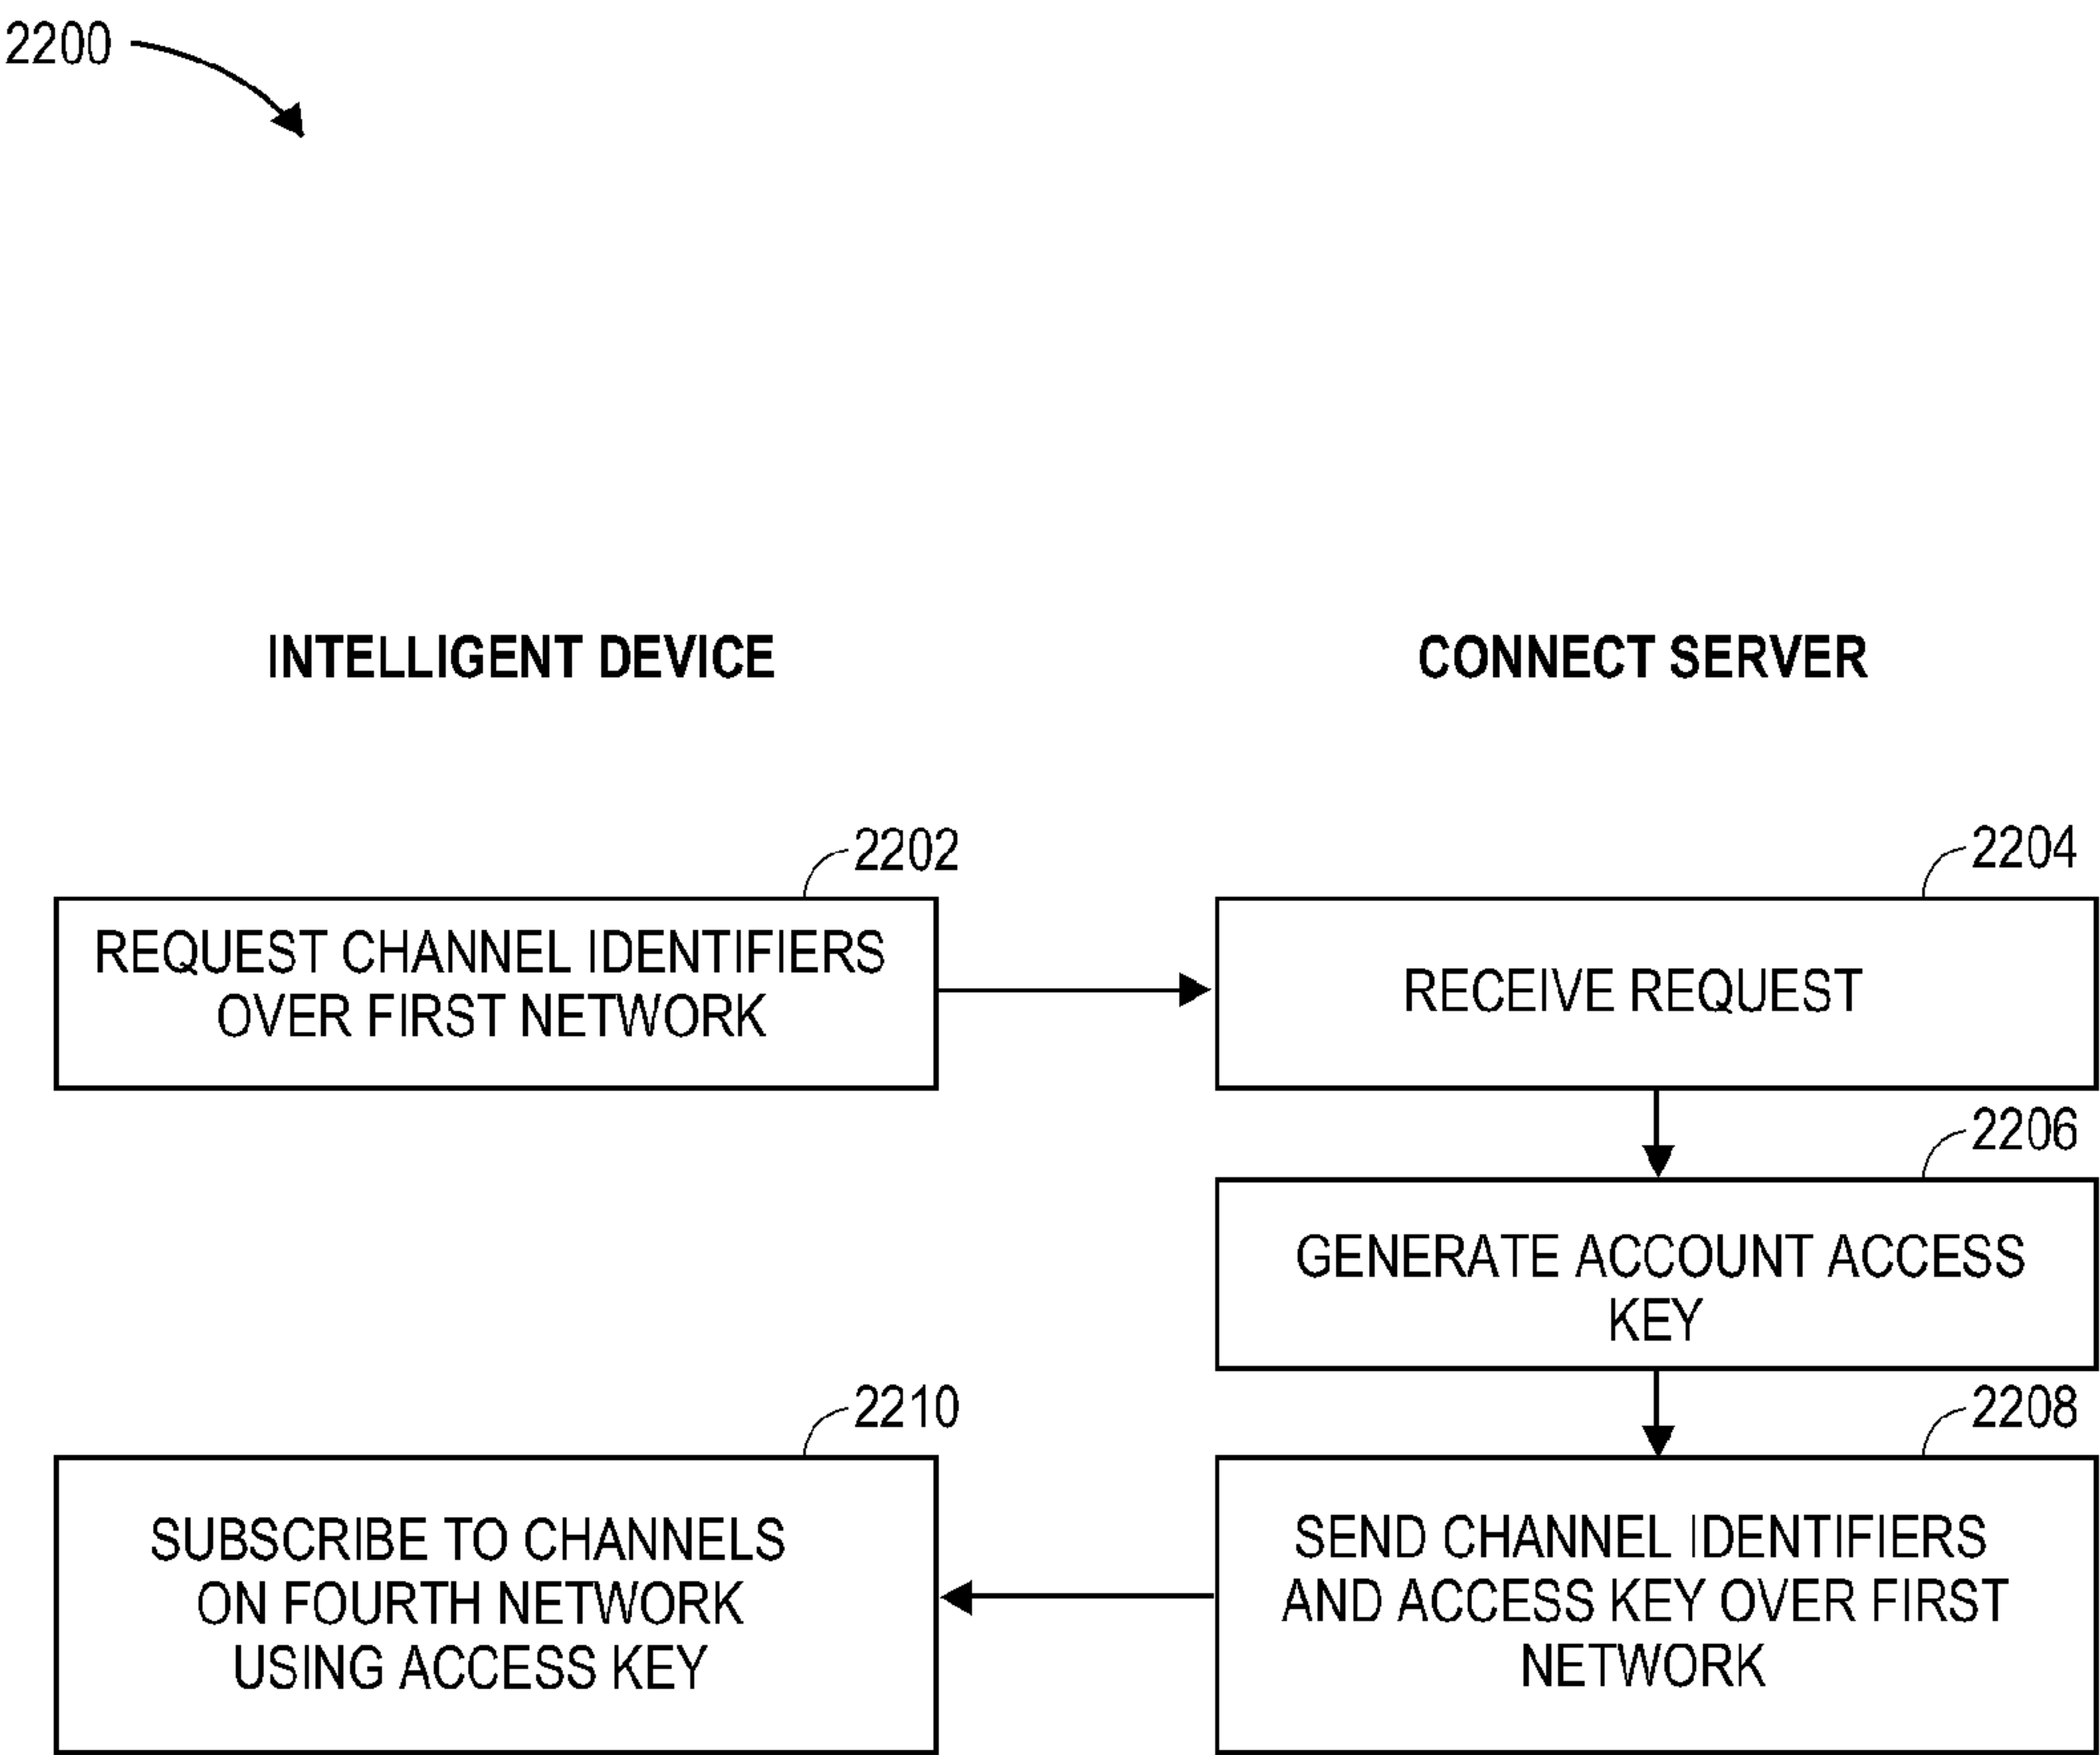 2200
INTELLIGENT DEVICE
CONNECT SERVER
2202
REQUEST CHANNEL IDENTIFIERS
OVER FIRST NETWORK
2204
RECEIVE REQUEST
2206
GENERATE ACCOUNT ACCESS
KEY
2208
SEND CHANNEL IDENTIFIERS
AND ACCESS KEY OVER FIRST
NETWORK
2210
SUBSCRIBE TO CHANNELS
ON FOURTH NETWORK
USING ACCESS KEY